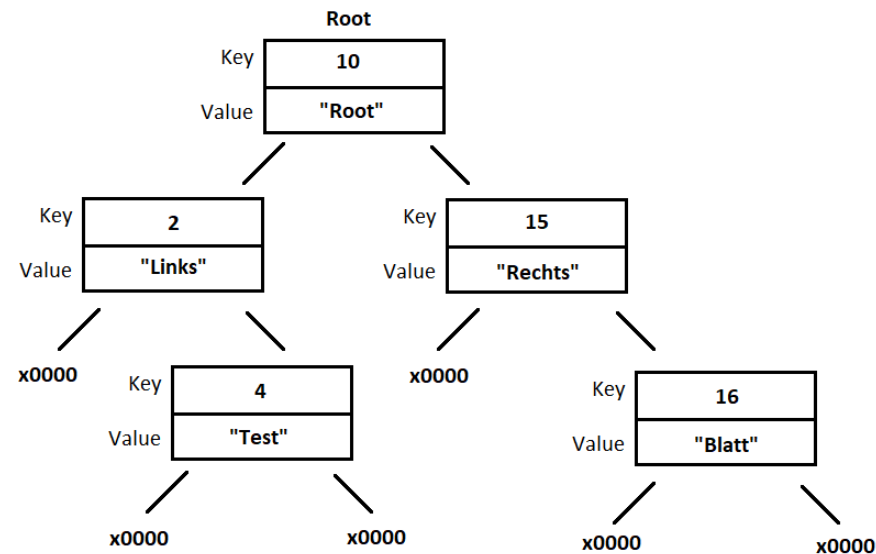 Root
Key 10
Value "Root"
Key 2
Value "Links"
Key 15
Value "Rechts"
x0000
Key 4
Value "Test"
x0000
Key 16
Value "Blatt"
x0000
x0000
x0000
x0000